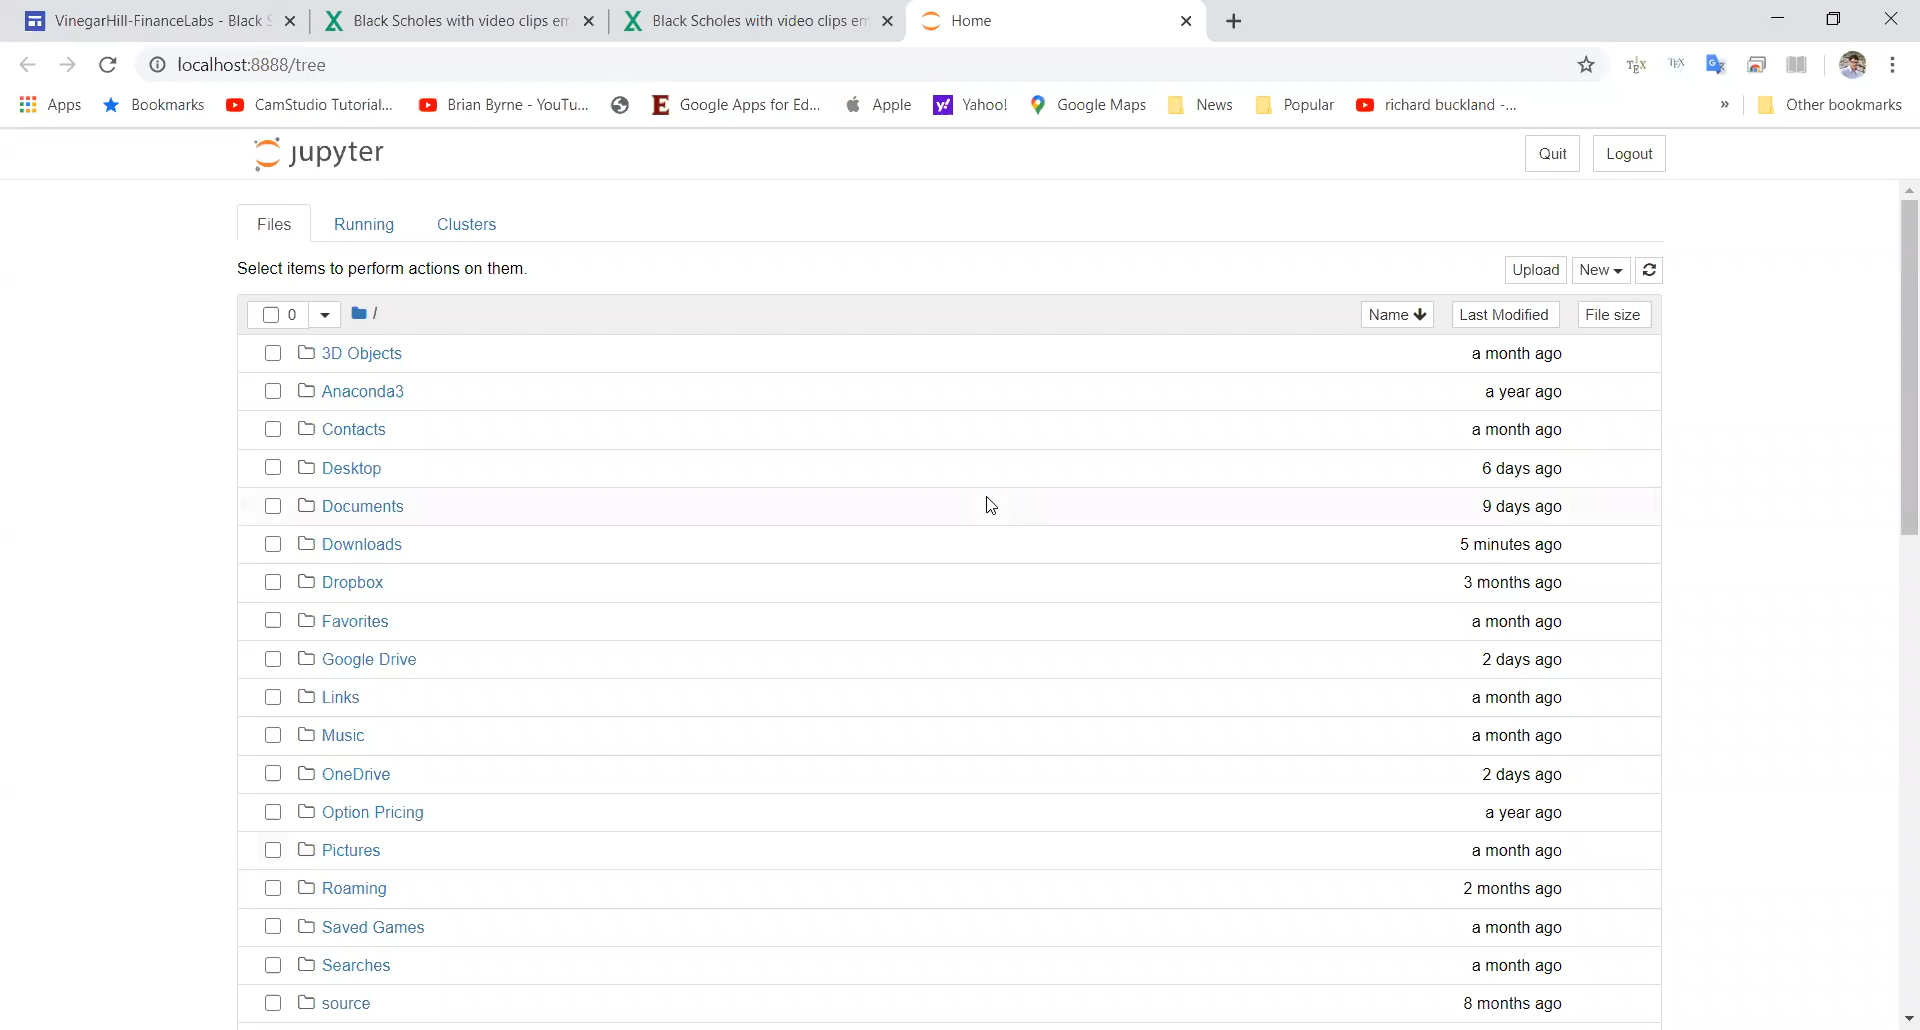 VinegarHill-FinanceLabs - Black S
Black Scholes with video clips em
Black Scholes with video clips em
Home
localhost:8888/tree
Apps
Bookmarks
CamStudio Tutorial...
Brian Byrne - YouTu...
Google Apps for Ed...
Apple
Yahoo!
Google Maps
News
Popular
richard buckland -...
»
Other bookmarks
jupyter
Quit
Logout
Files
Running
Clusters
Select items to perform actions on them.
Upload
New
0
/
Name
Last Modified
File size
3D Objects
a month ago
Anaconda3
a year ago
Contacts
a month ago
Desktop
6 days ago
Documents
9 days ago
Downloads
5 minutes ago
Dropbox
3 months ago
Favorites
a month ago
Google Drive
2 days ago
Links
a month ago
Music
a month ago
OneDrive
2 days ago
Option Pricing
a year ago
Pictures
a month ago
Roaming
2 months ago
Saved Games
a month ago
Searches
a month ago
source
8 months ago